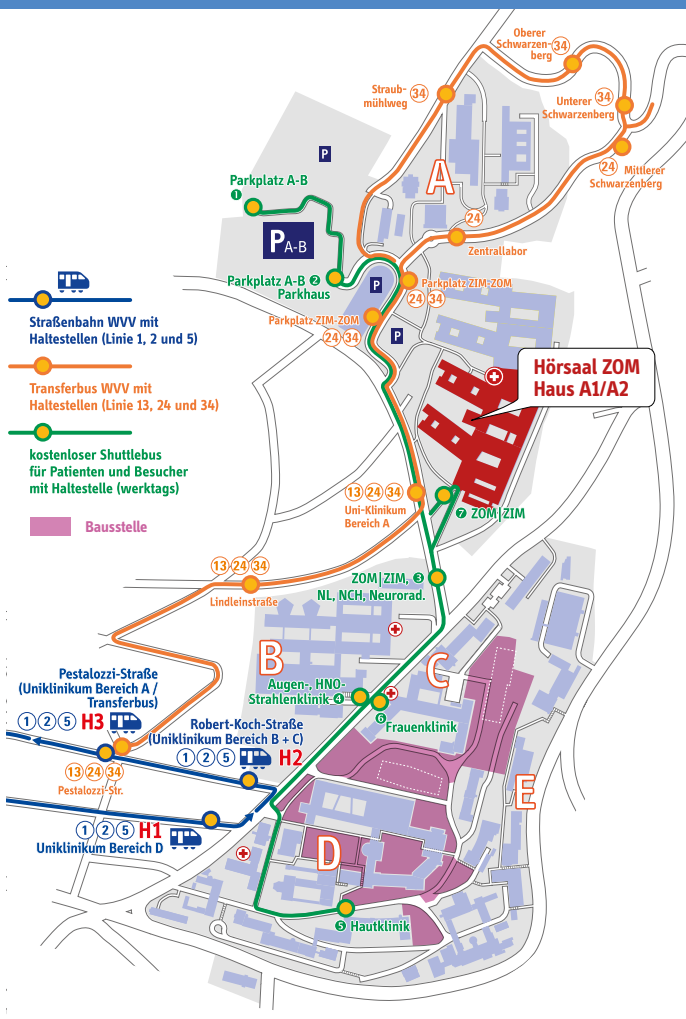 Oberer
Schwarzen-
berg
34
Straub-
mühlweg
34
Unterer
Schwarzenberg
34
24
Mittlerer
Schwarzenberg
A
P
Parkplatz A-B
1
24
Zentrallabor
PA-B
Parkplatz A-B 2
Parkhaus
P
Parkplatz ZIM-ZOM
24 34
Parkplatz ZIM-ZOM
24 34
P
Straßenbahn WVV mit
Haltestellen (Linie 1, 2 und 5)
Transferbus WVV mit
Haltestellen (Linie 13, 24 und 34)
kostenloser Shuttlebus
für Patienten und Besucher
mit Haltestelle (werktags)
Bausstelle
Hörsaal ZOM
Haus A1/A2
13 24 34
Uni-Klinikum
Bereich A
7 ZOM|ZIM
13 24 34
Lindleinstraße
ZOM|ZIM, 3
NL, NCH, Neurorad.
B
C
Pestalozzi-Straße
(Uniklinikum Bereich A /
Transferbus)
1 2 5 H3
Augen-, HNO-
Strahlenklinik 4
6
Frauenklinik
Robert-Koch-Straße
(Uniklinikum Bereich B + C)
1 2 5 H2
13 24 34
Pestalozzi-Str.
E
1 2 5 H1
Uniklinikum Bereich D
D
5 Hautklinik